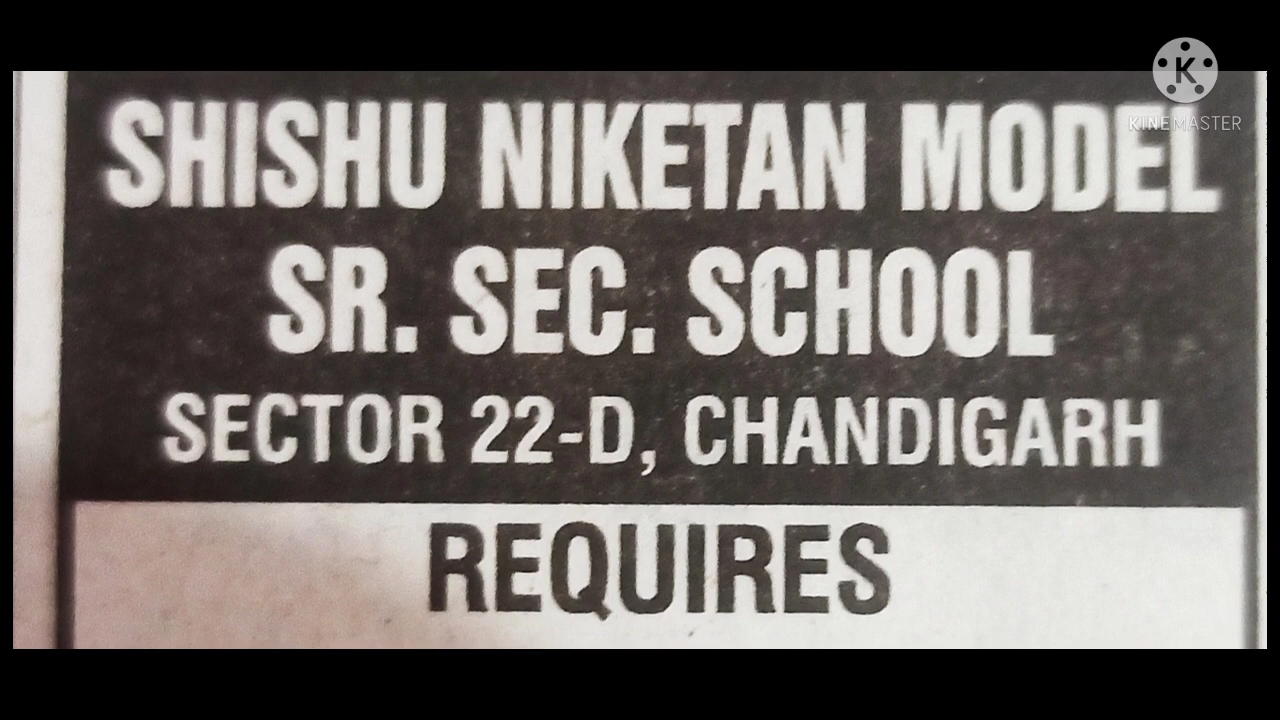 K
KINEMASTER
SHISHU NIKETAN MODEL
SR. SEC. SCHOOL
SECTOR 22-D, CHANDIGARH
REQUIRES